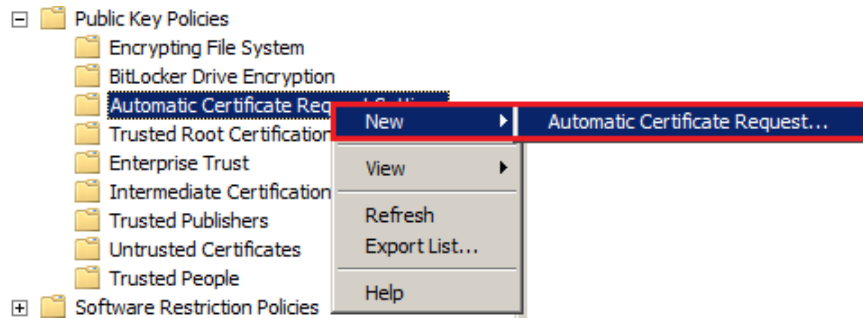 Public Key Policies
Encrypting File System
BitLocker Drive Encryption
Automatic Certificate Req
Trusted Root Certification
Enterprise Trust
Intermediate Certification
Trusted Publishers
Untrusted Certificates
Trusted People
Software Restriction Policies
New
Automatic Certificate Request...
View
Refresh
Export List...
Help